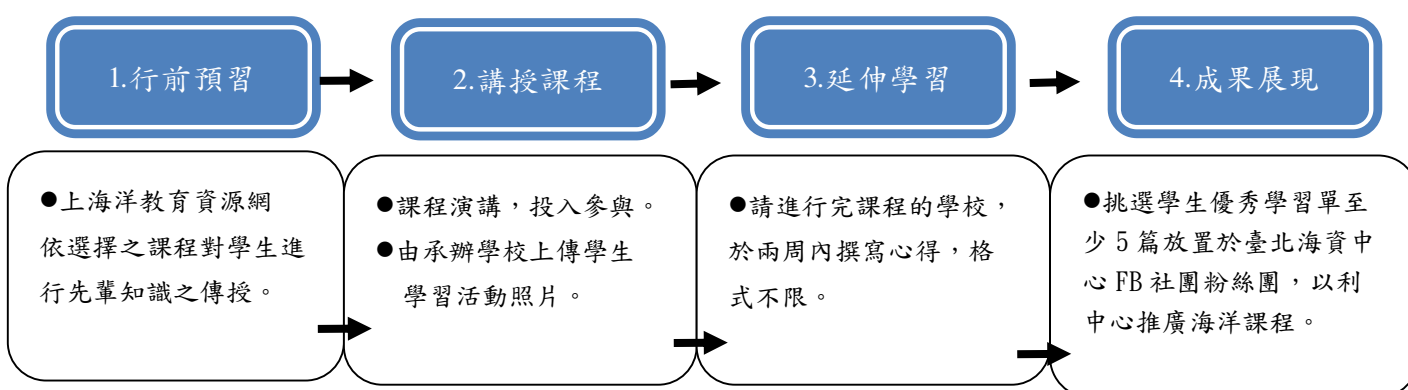 1.行前預習
2.講授課程
3.延伸學習
4.成果展現
●上海洋教育資源網
依選擇之課程對學生進
行先輩知識之傳授。
●課程演講，投入參與。
●由承辦學校上傳學生
學習活動照片。
●請進行完課程的學校，
於兩周內撰寫心得，格
式不限。
●挑選學生優秀學習單至
少 5 篇放置於臺北海資中
心 FB 社團粉絲團，以利
中心推廣海洋課程。